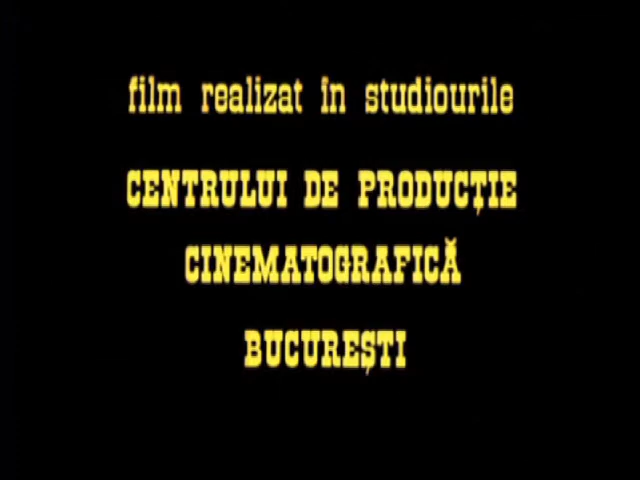 film realizat în studiourile
CENTRULUI DE PRODUCȚIE
CINEMATOGRAFICĂ
BUCUREȘTI